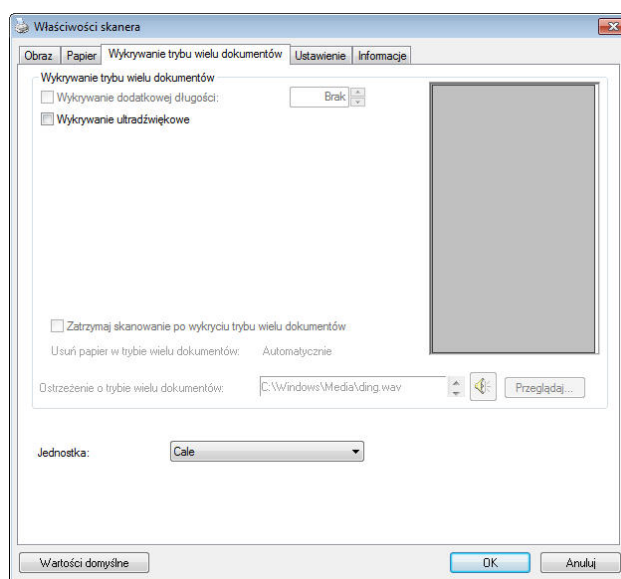 Właściwości skanera
Obraz Papier Wykrywanie trybu wielu dokumentów Ustawienie Informacje
Wykrywanie trybu wielu dokumentów
Wykrywanie dodatkowej długości: Brak
Wykrywanie ultradźwiękowe
Zatrzymaj skanowanie po wykryciu trybu wielu dokumentów
Usuń papier w trybie wielu dokumentów: Automatycznie
Ostrzeżenie o trybie wielu dokumentów: C:\Windows\Media\ding.wav Przeglądaj...
Jednostka: Cale
Wartości domyślne OK Anuluj